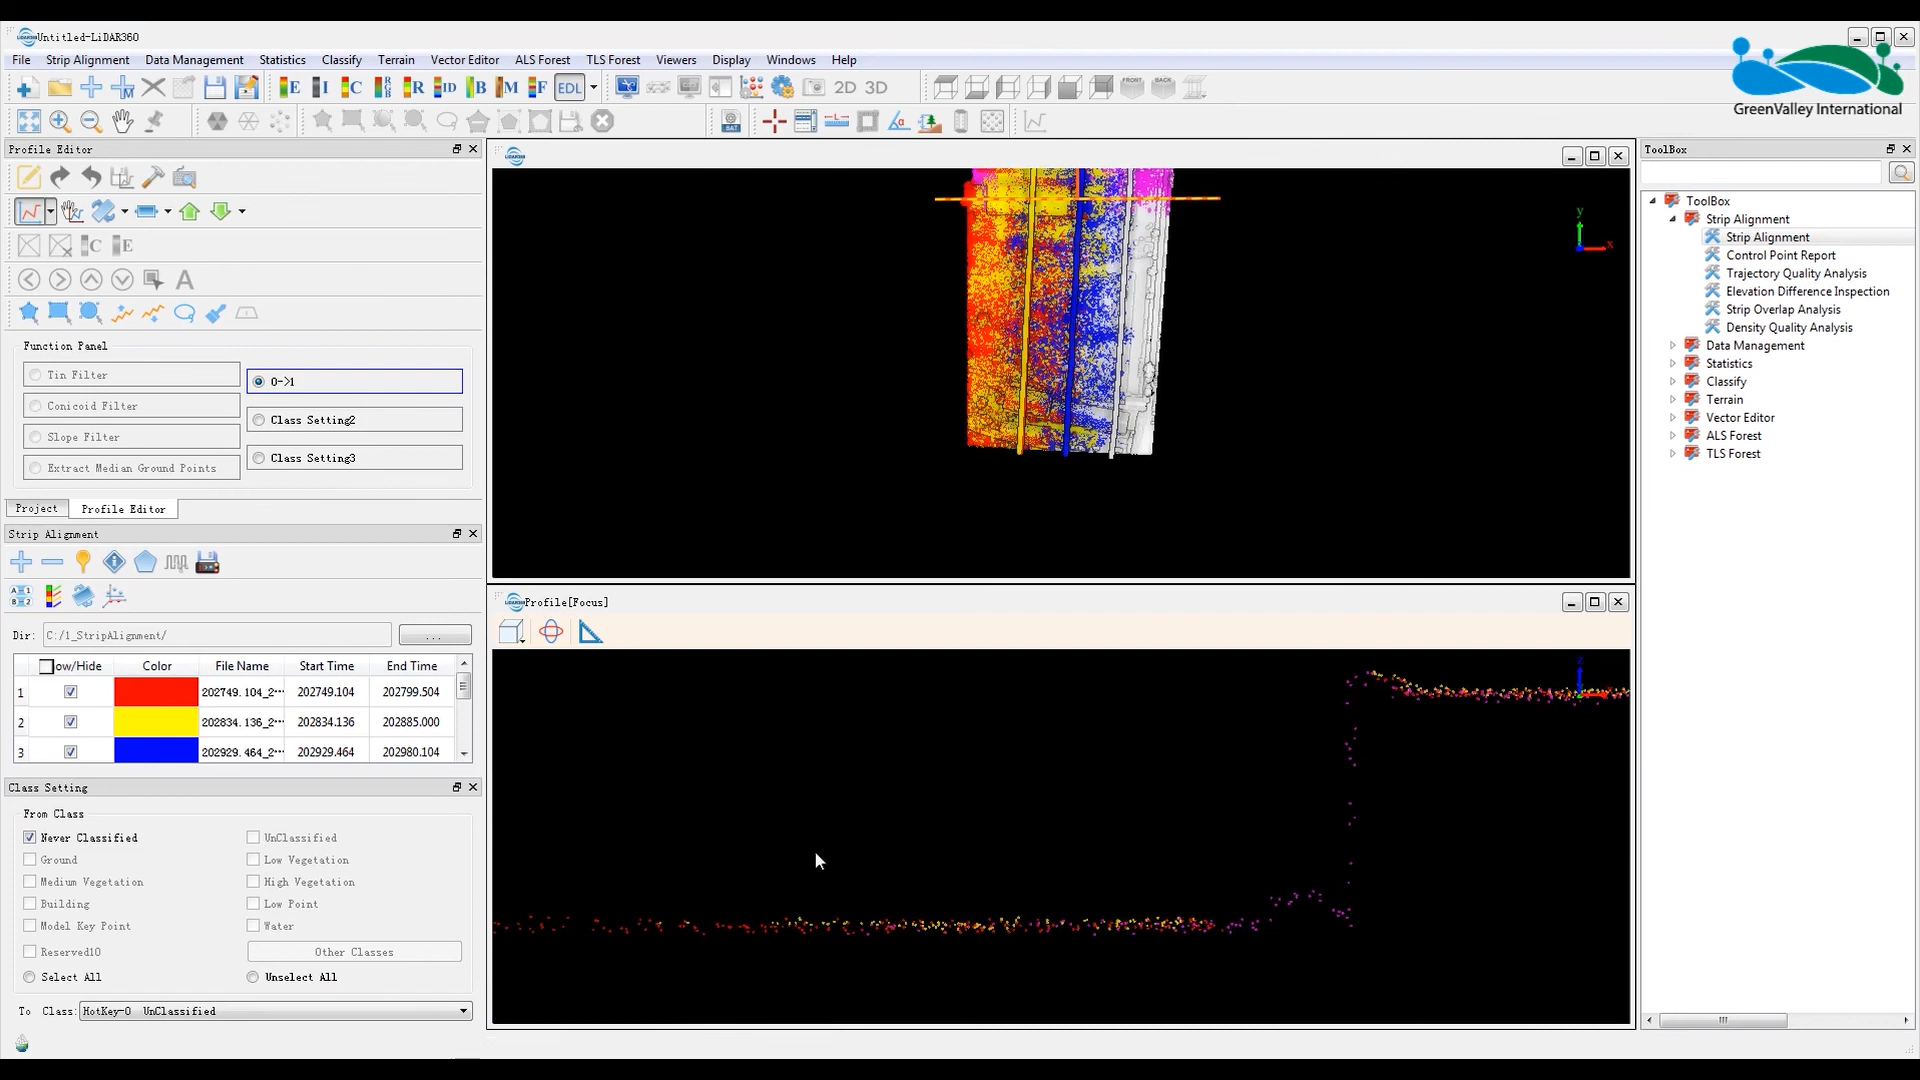 Untitled-LiDAR360
File Strip Alignment Data Management Statistics Classify Terrain Vector Editor ALS Forest TLS Forest Viewers Display Windows Help
E I C RGB R ID B M F EDL 2D 3D FRONT BACK
GreenValley International
BAT
Profile Editor
C E
A
Function Panel
Tin Filter
0->1
Conicoid Filter
Class Setting2
Slope Filter
Class Setting3
Extract Median Ground Points
Project Profile Editor
Strip Alignment
Dir: C:/1_StripAlignment/ ...
ow/Hide Color File Name Start Time End Time
1 202749.104_2··· 202749.104 202799.504
2 202834.136_2··· 202834.136 202885.000
3 202929.464_2··· 202929.464 202980.104
Class Setting
From Class
Never Classified UnClassified
Ground Low Vegetation
Medium Vegetation High Vegetation
Building Low Point
Model Key Point Water
Reserved10 Other Classes
Select All Unselect All
To Class: HotKey-0 UnClassified
y
x
Profile[Focus]
ToolBox
ToolBox
Strip Alignment
Strip Alignment
Control Point Report
Trajectory Quality Analysis
Elevation Difference Inspection
Strip Overlap Analysis
Density Quality Analysis
Data Management
Statistics
Classify
Terrain
Vector Editor
ALS Forest
TLS Forest